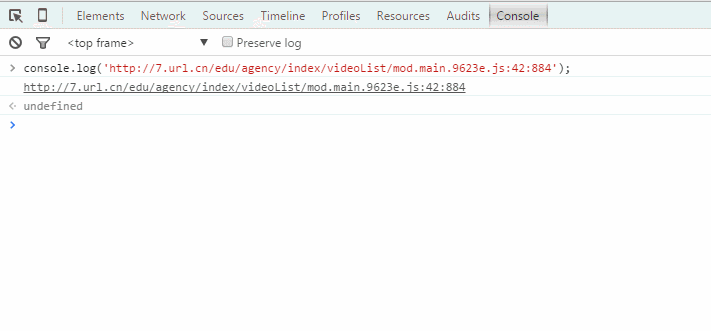 Elements Network Sources Timeline Profiles Resources Audits Console
<top frame> Preserve log
console.log('http://7.url.cn/edu/agency/index/videoList/mod.main.9623e.js:42:884');
http://7.url.cn/edu/agency/index/videoList/mod.main.9623e.js:42:884
undefined